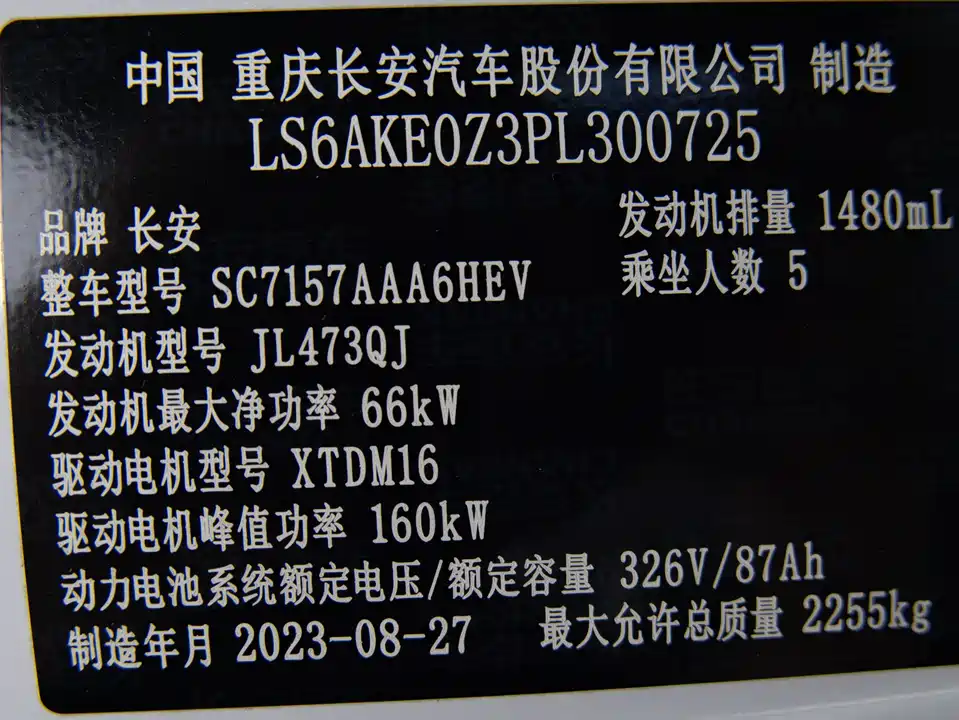 中国 重庆长安汽车股份有限公司 制造
LS6AKE0Z3PL300725
品牌 长安
发动机排量 1480mL
整车型号 SC7157AAA6HEV
乘坐人数 5
发动机型号 JL473QJ
发动机最大净功率 66kW
驱动电机型号 XTDM16
驱动电机峰值功率 160kW
动力电池系统额定电压/额定容量 326V/87Ah
制造年月 2023-08-27
最大允许总质量 2255kg